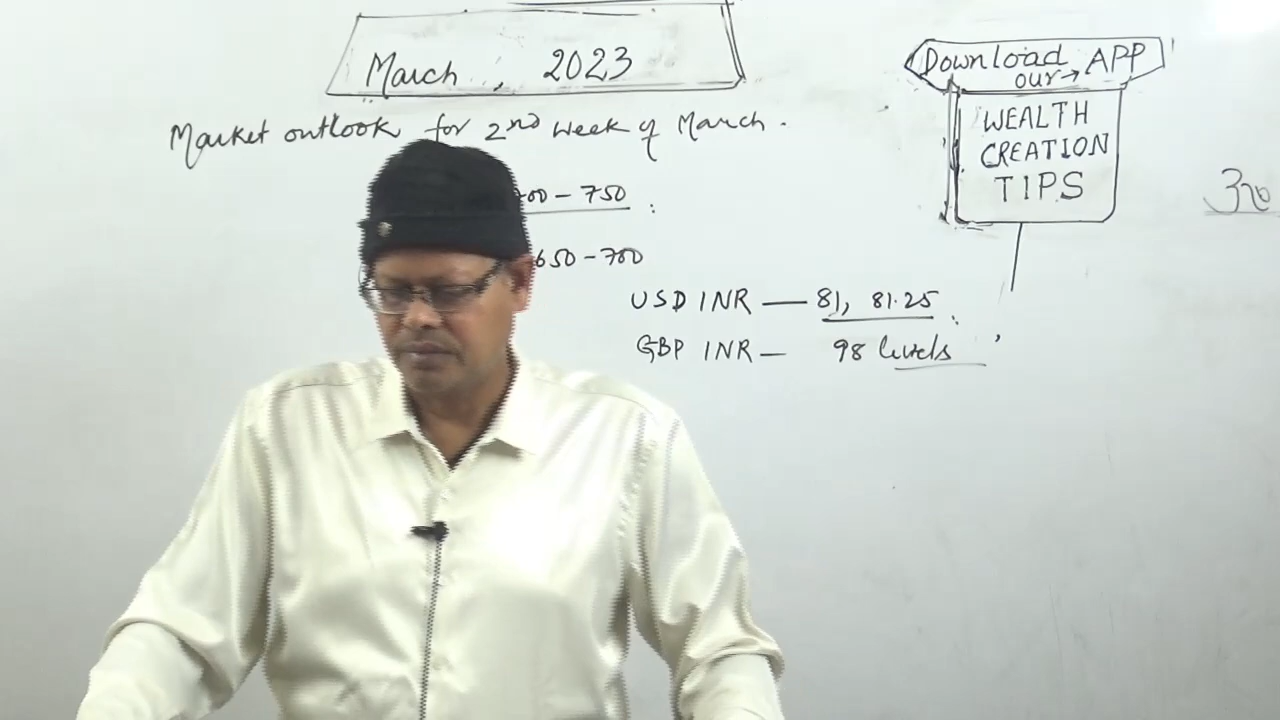 March, 2023
Market outlook for 2nd week of March.
00 - 750
650 - 700
USD INR — 81, 81.25
GBP INR — 98 levels
Download our → APP
WEALTH
CREATION
TIPS